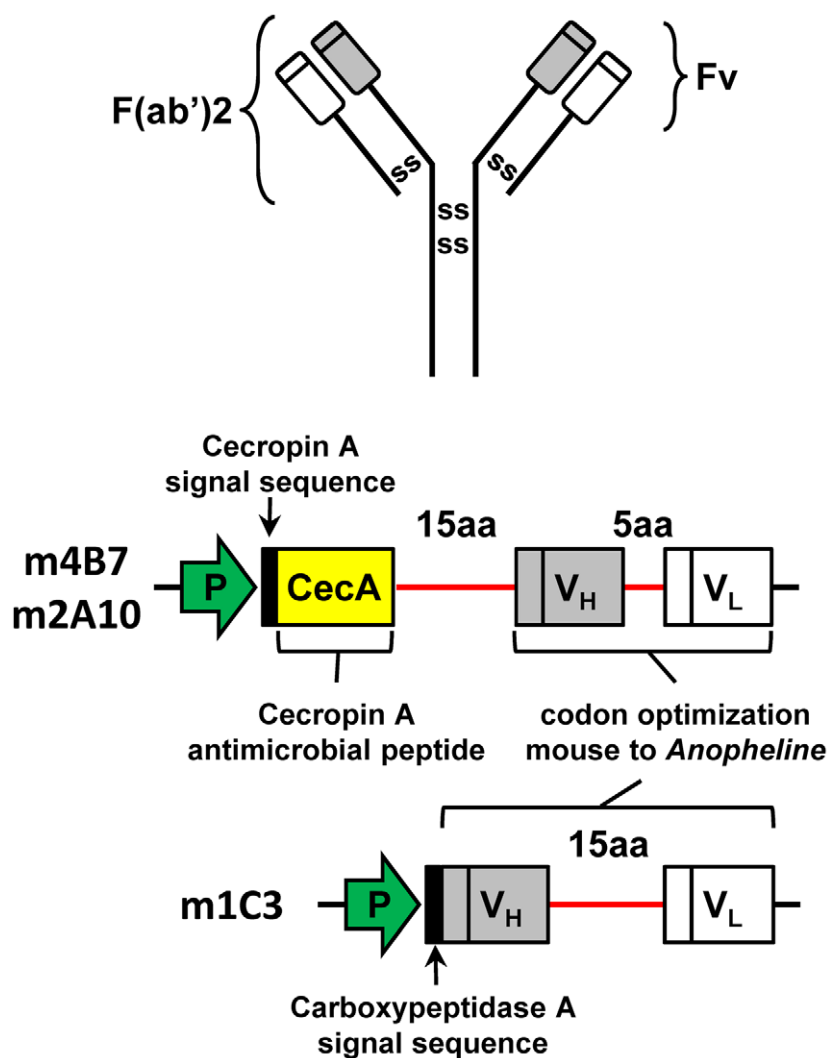 F(ab’)2
Fv
ss
ss
ss
ss
Cecropin A
signal sequence
15aa
5aa
m4B7
m2A10
P
CecA
VH
VL
Cecropin A
antimicrobial peptide
codon optimization
mouse to Anopheline
15aa
m1C3
P
VH
VL
Carboxypeptidase A
signal sequence